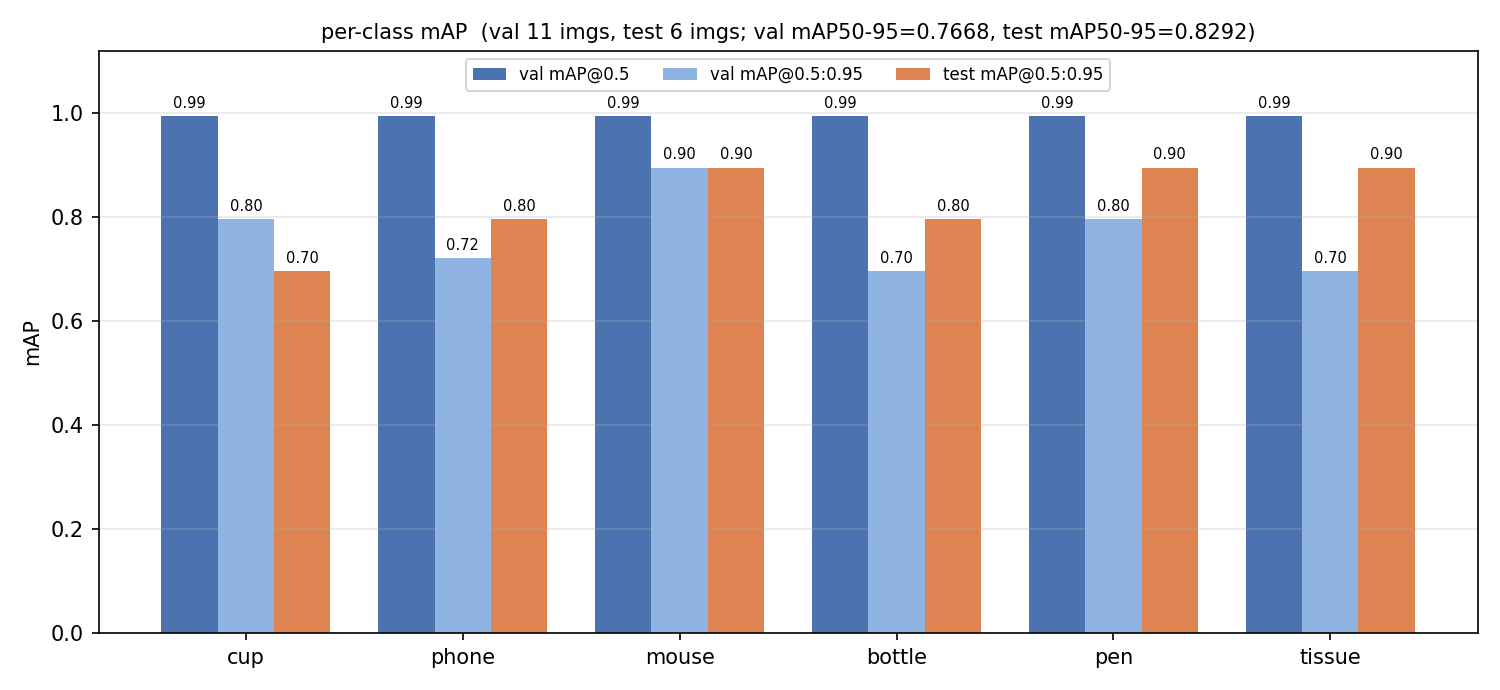 per-class mAP  (val 11 imgs, test 6 imgs; val mAP50-95=0.7668, test mAP50-95=0.8292)
val mAP@0.5 val mAP@0.5:0.95 test mAP@0.5:0.95
0.99 0.99 0.99 0.99 0.99 0.99
1.0
0.90 0.90 0.90 0.90
0.80 0.80 0.80 0.80
0.8
0.72
0.70 0.70 0.70
0.6
mAP
0.4
0.2
0.0
cup phone mouse bottle pen tissue